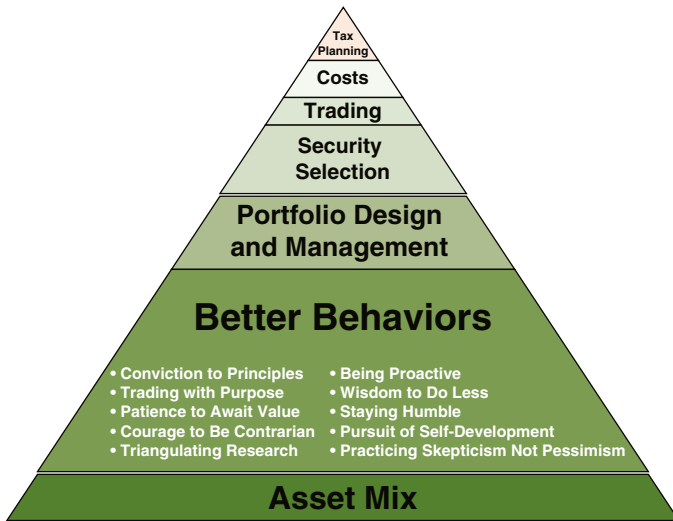 Tax
Planning
Costs
Trading
Security
Selection
Portfolio Design
and Management
Better Behaviors
• Conviction to Principles
• Trading with Purpose
• Patience to Await Value
• Courage to Be Contrarian
• Triangulating Research
• Being Proactive
• Wisdom to Do Less
• Staying Humble
• Pursuit of Self-Development
• Practicing Skepticism Not Pessimism
Asset Mix